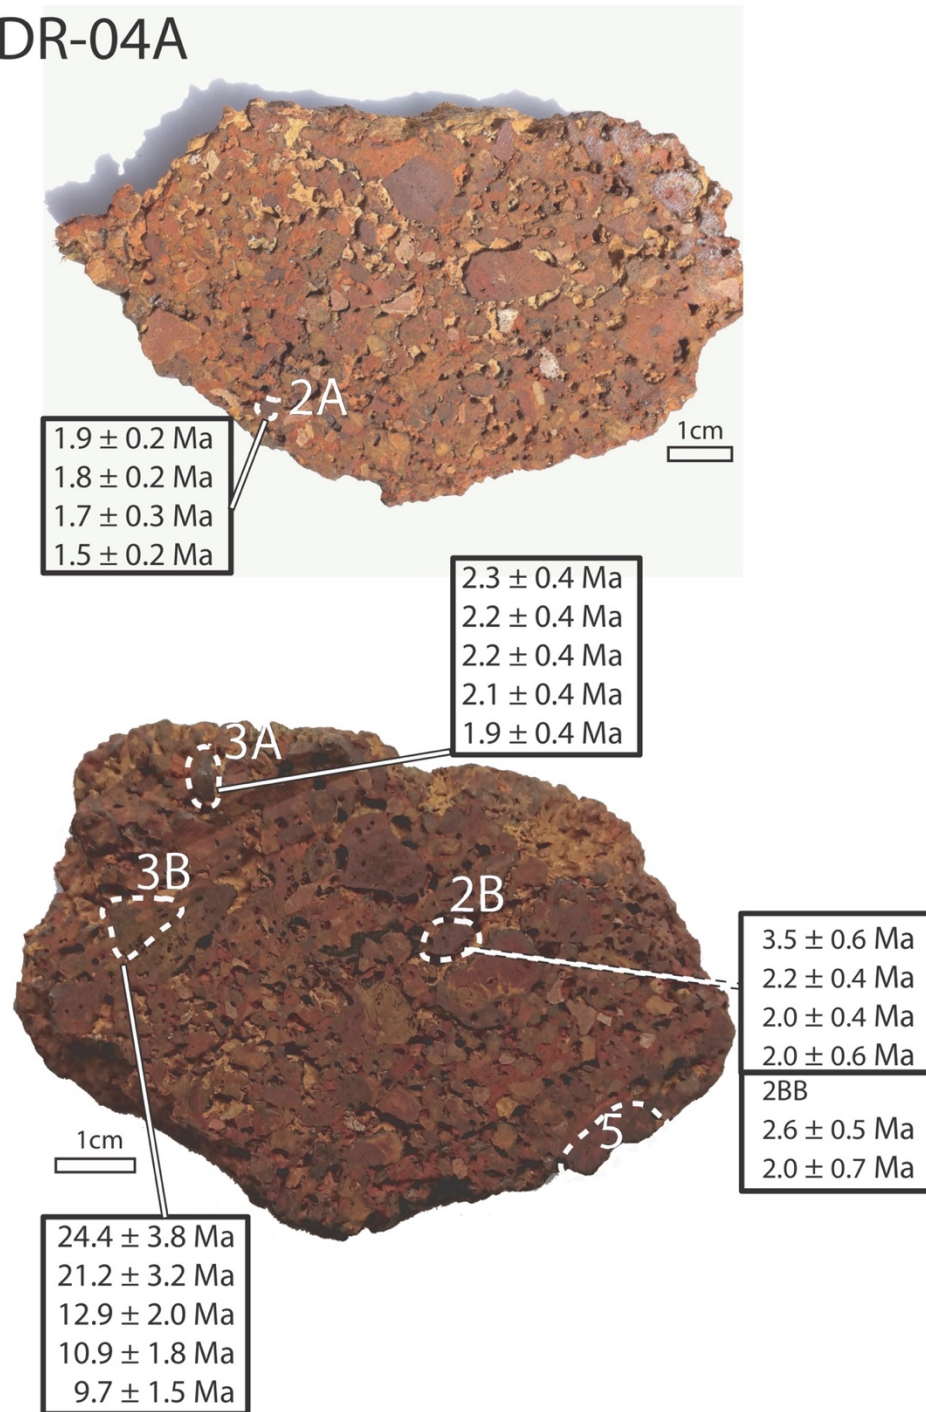 DR-04A
2A
1.9 ± 0.2 Ma
1.8 ± 0.2 Ma
1.7 ± 0.3 Ma
1.5 ± 0.2 Ma
1cm
2.3 ± 0.4 Ma
2.2 ± 0.4 Ma
2.2 ± 0.4 Ma
2.1 ± 0.4 Ma
1.9 ± 0.4 Ma
3A
3B
2B
3.5 ± 0.6 Ma
2.2 ± 0.4 Ma
2.0 ± 0.4 Ma
2.0 ± 0.6 Ma
2BB
2.6 ± 0.5 Ma
2.0 ± 0.7 Ma
5
1cm
24.4 ± 3.8 Ma
21.2 ± 3.2 Ma
12.9 ± 2.0 Ma
10.9 ± 1.8 Ma
9.7 ± 1.5 Ma